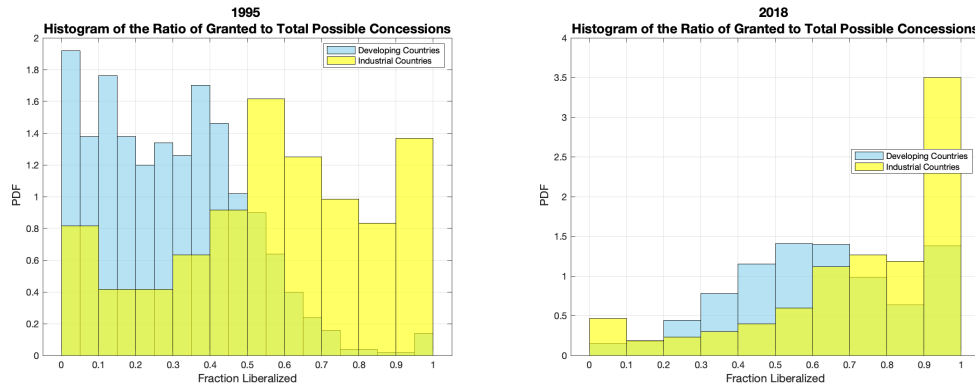 1995
Histogram of the Ratio of Granted to Total Possible Concessions
2
1.8
1.6
1.4
1.2
1
0.8
0.6
0.4
0.2
0
PDF
Developing Countries
Industrial Countries
0 0.1 0.2 0.3 0.4 0.5 0.6 0.7 0.8 0.9 1
Fraction Liberalized
2018
Histogram of the Ratio of Granted to Total Possible Concessions
4
3.5
3
2.5
2
1.5
1
0.5
0
PDF
Developing Countries
Industrial Countries
0 0.1 0.2 0.3 0.4 0.5 0.6 0.7 0.8 0.9 1
Fraction Liberalized